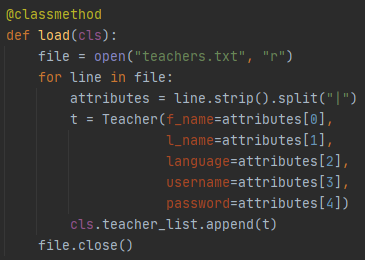 @classmethod
def load(cls):
    file = open("teachers.txt", "r")
    for line in file:
        attributes = line.strip().split("|")
        t = Teacher(f_name=attributes[0],
                    l_name=attributes[1],
                    language=attributes[2],
                    username=attributes[3],
                    password=attributes[4])
        cls.teacher_list.append(t)
    file.close()